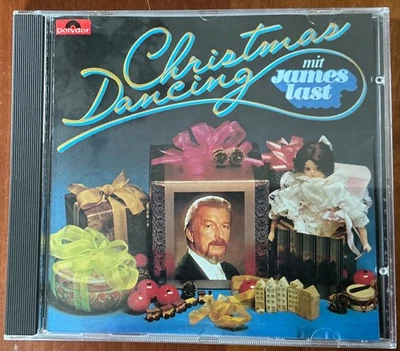 polydor
Christmas
Dancing
mit
James
last